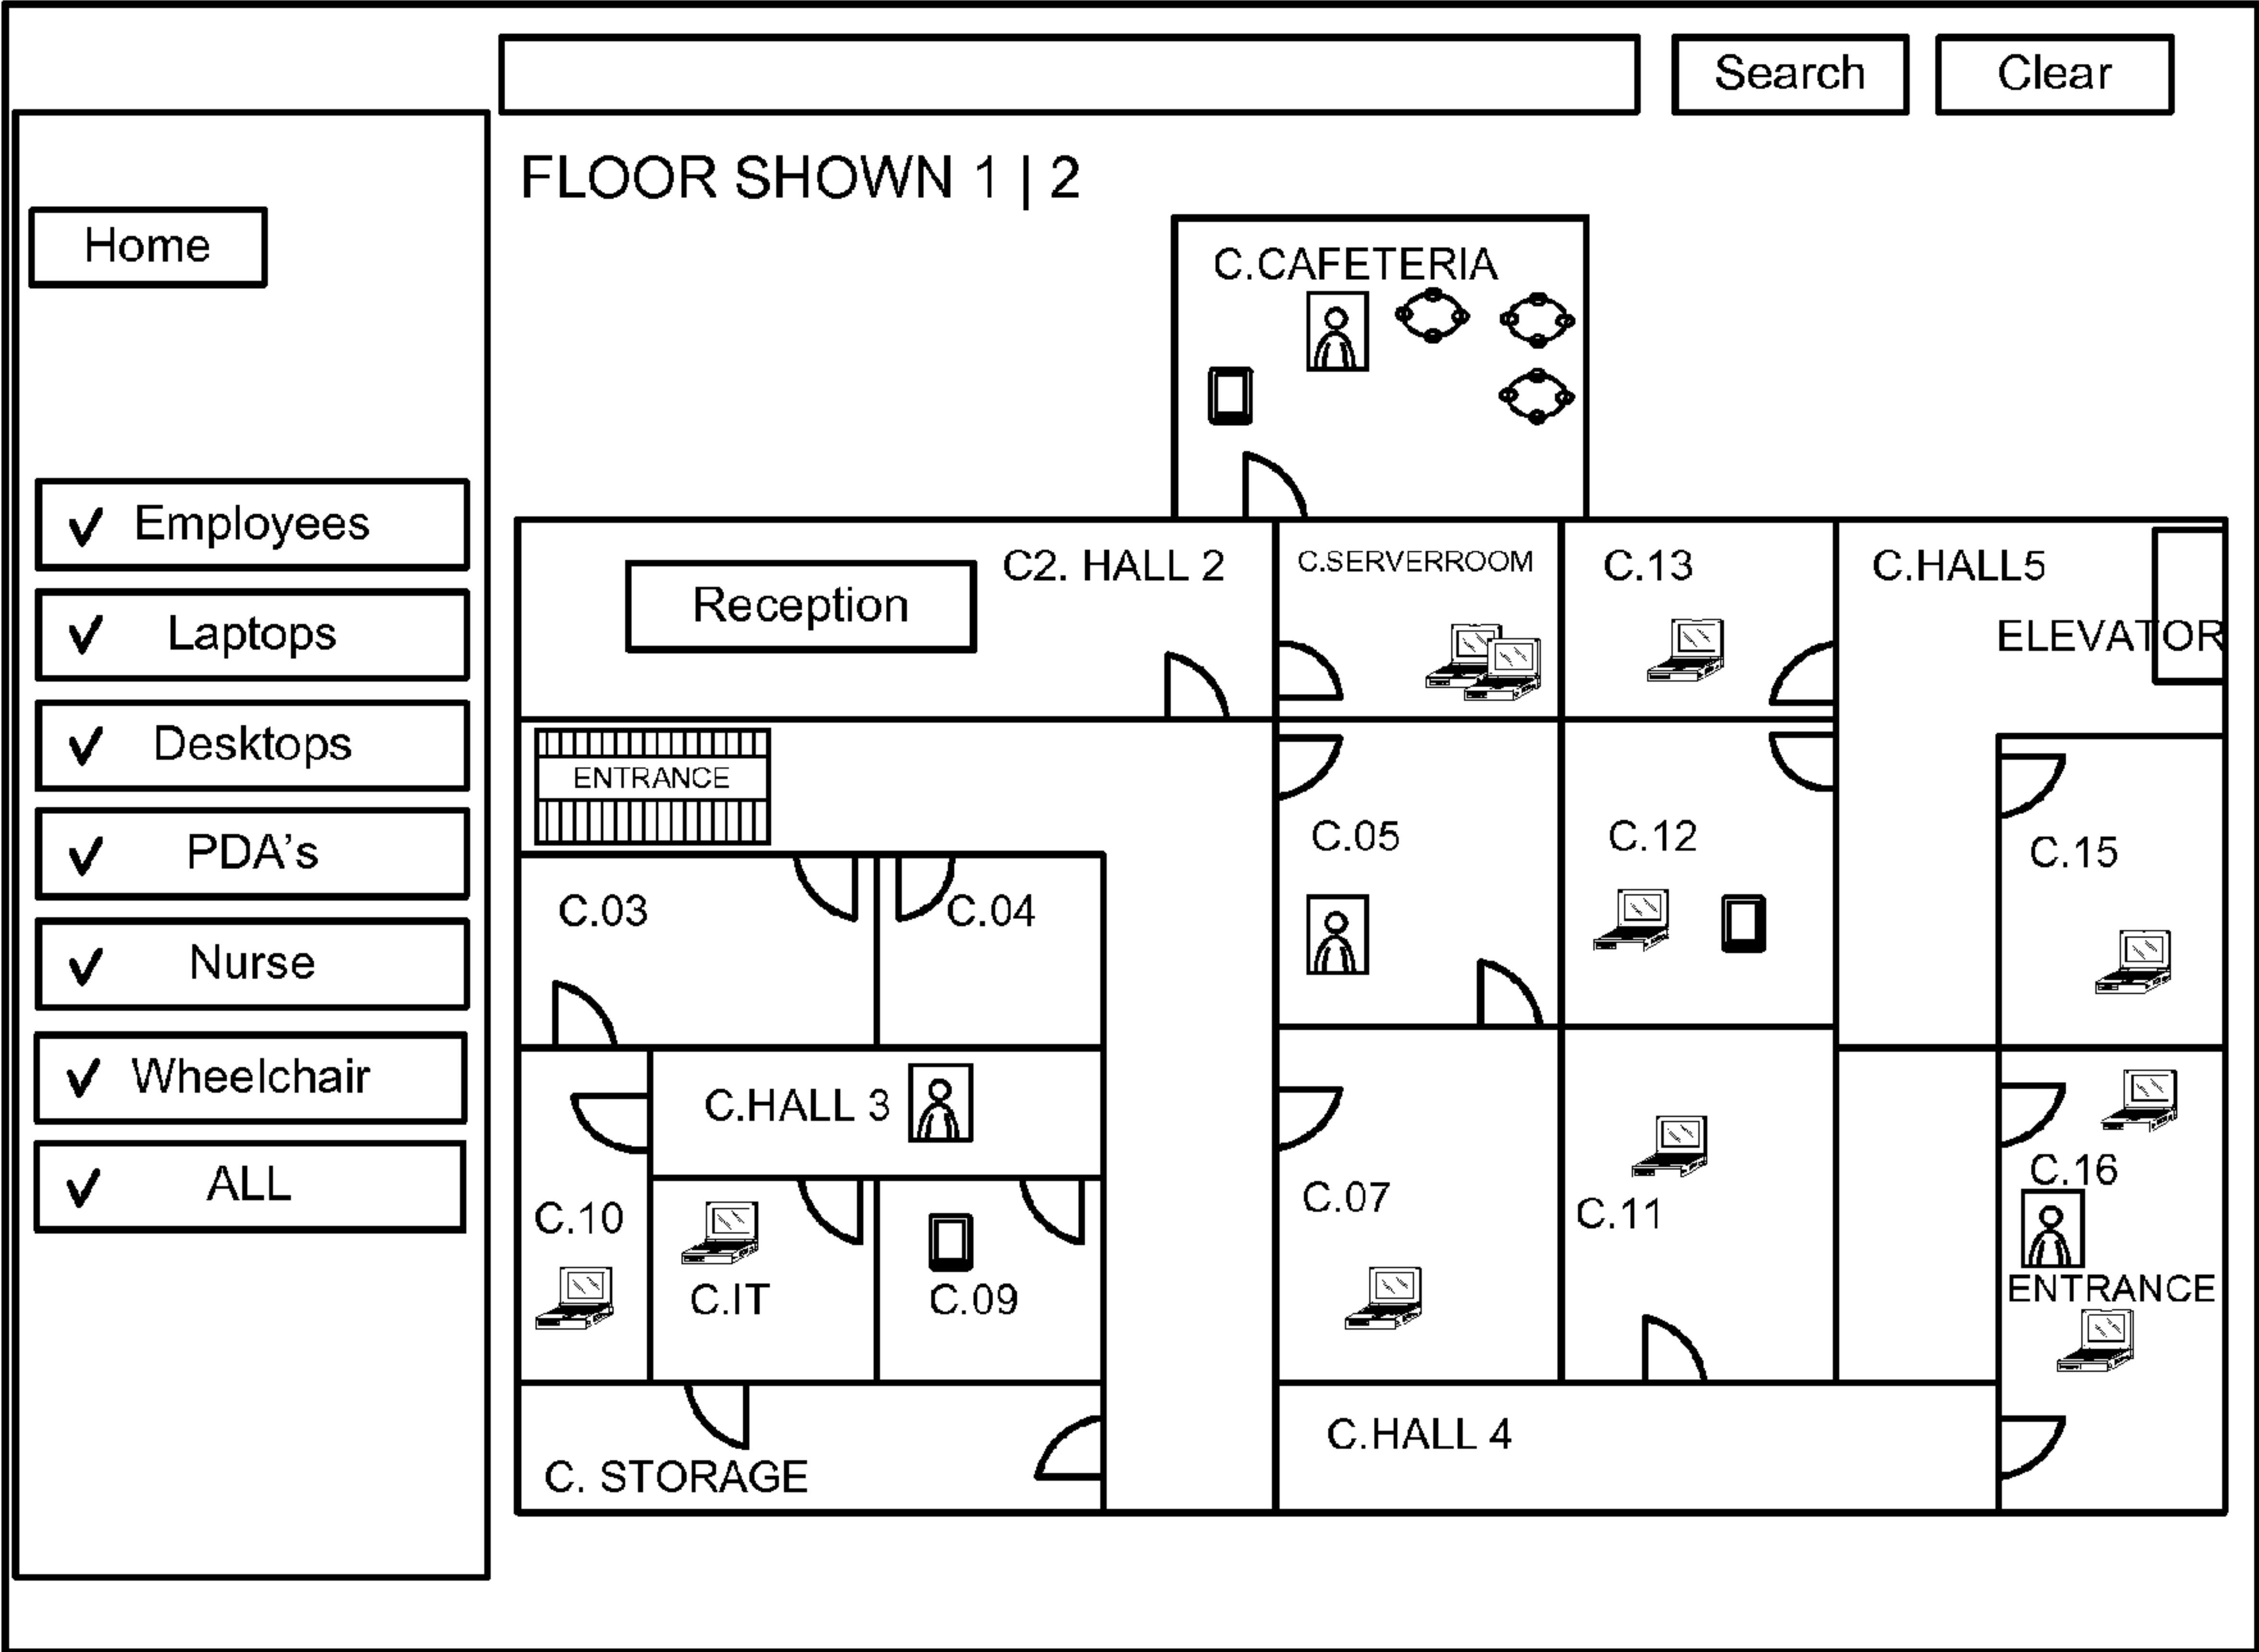 Search
Clear
FLOOR SHOWN 1 | 2
Home
C.CAFETERIA
Employees
Laptops
Desktops
PDA's
Nurse
Wheelchair
ALL
C2. HALL 2
Reception
C.SERVERROOM
C.13
C.HALL5
ELEVATOR
ENTRANCE
C.05
C.12
C.15
C.03
C.04
C.HALL 3
C.10
C.IT
C.09
C.07
C.11
C.16
ENTRANCE
C.HALL 4
C. STORAGE